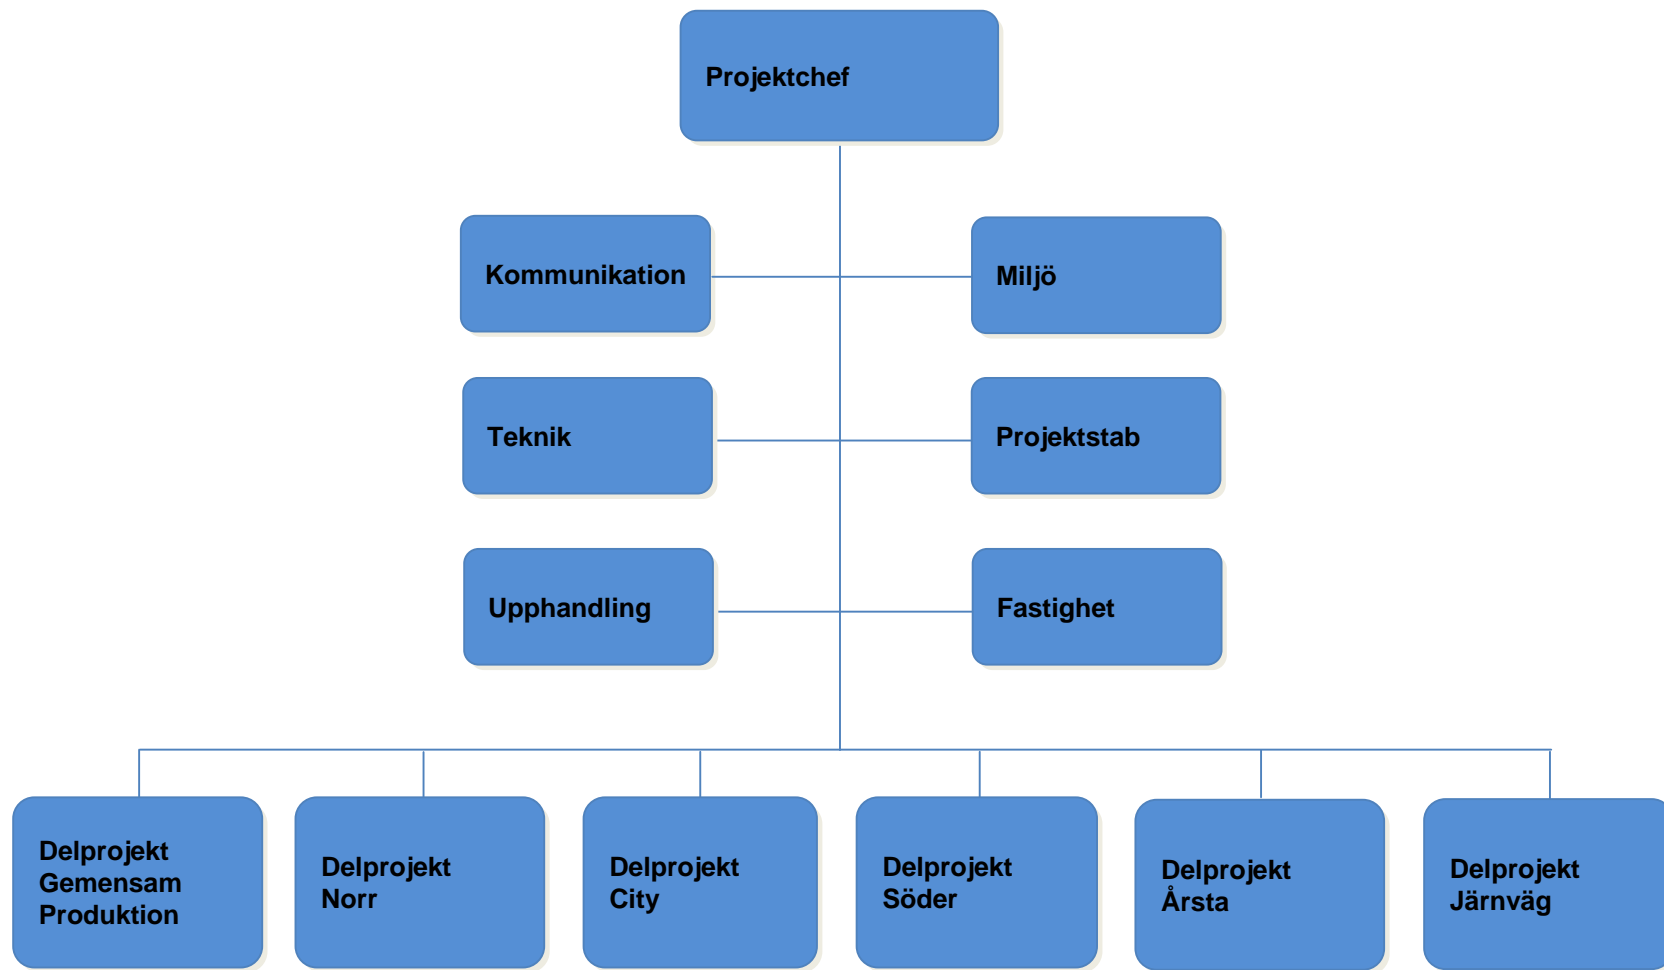 Projektchef
Kommunikation
Miljö
Teknik
Projektstab
Upphandling
Fastighet
Delprojekt
Gemensam
Produktion
Delprojekt
Norr
Delprojekt
City
Delprojekt
Söder
Delprojekt
Årsta
Delprojekt
Järnväg